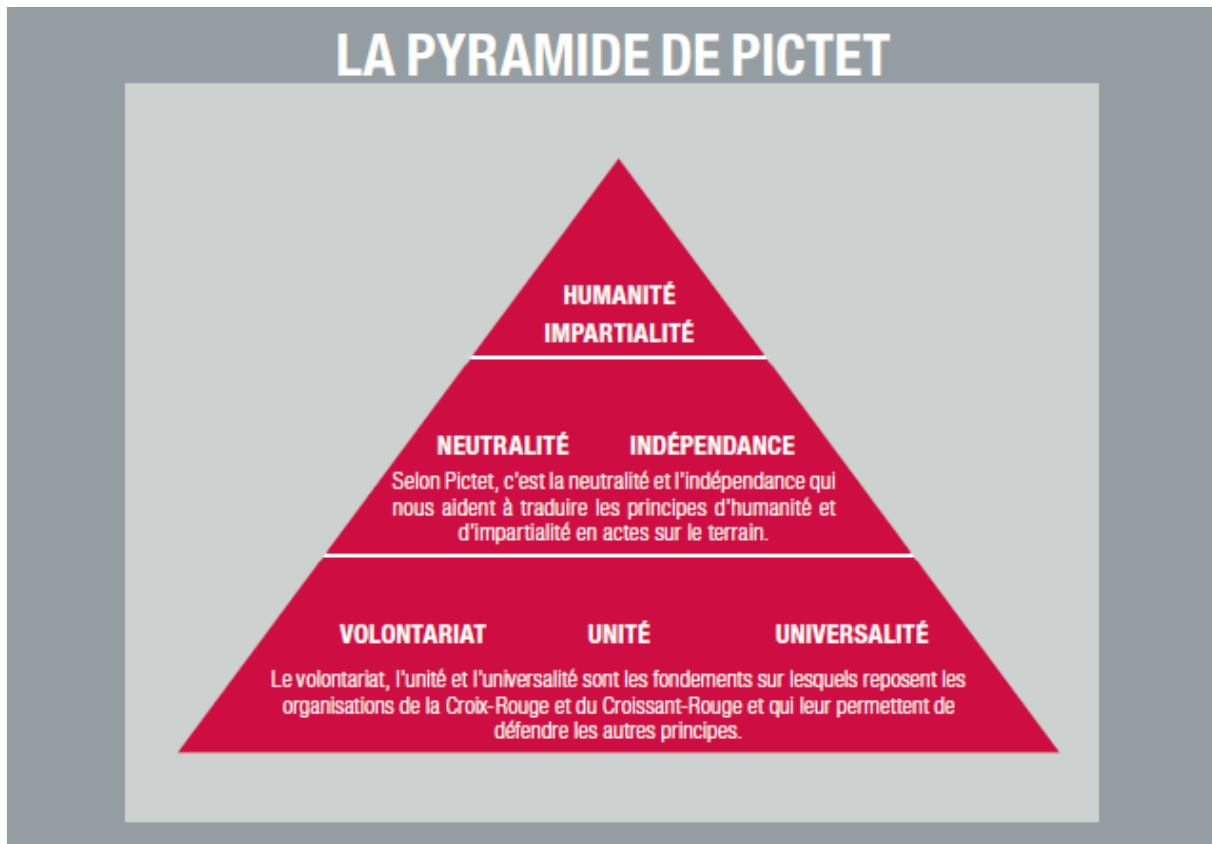 LA PYRAMIDE DE PICTET
HUMANITÉ
IMPARTIALITÉ
NEUTRALITÉ INDÉPENDANCE
Selon Pictet, c'est la neutralité et l'indépendance qui
nous aident à traduire les principes d'humanité et
d'impartialité en actes sur le terrain.
VOLONTARIAT UNITÉ UNIVERSALITÉ
Le volontariat, l'unité et l'universalité sont les fondements sur lesquels reposent les
organisations de la Croix-Rouge et du Croissant-Rouge et qui leur permettent de
défendre les autres principes.